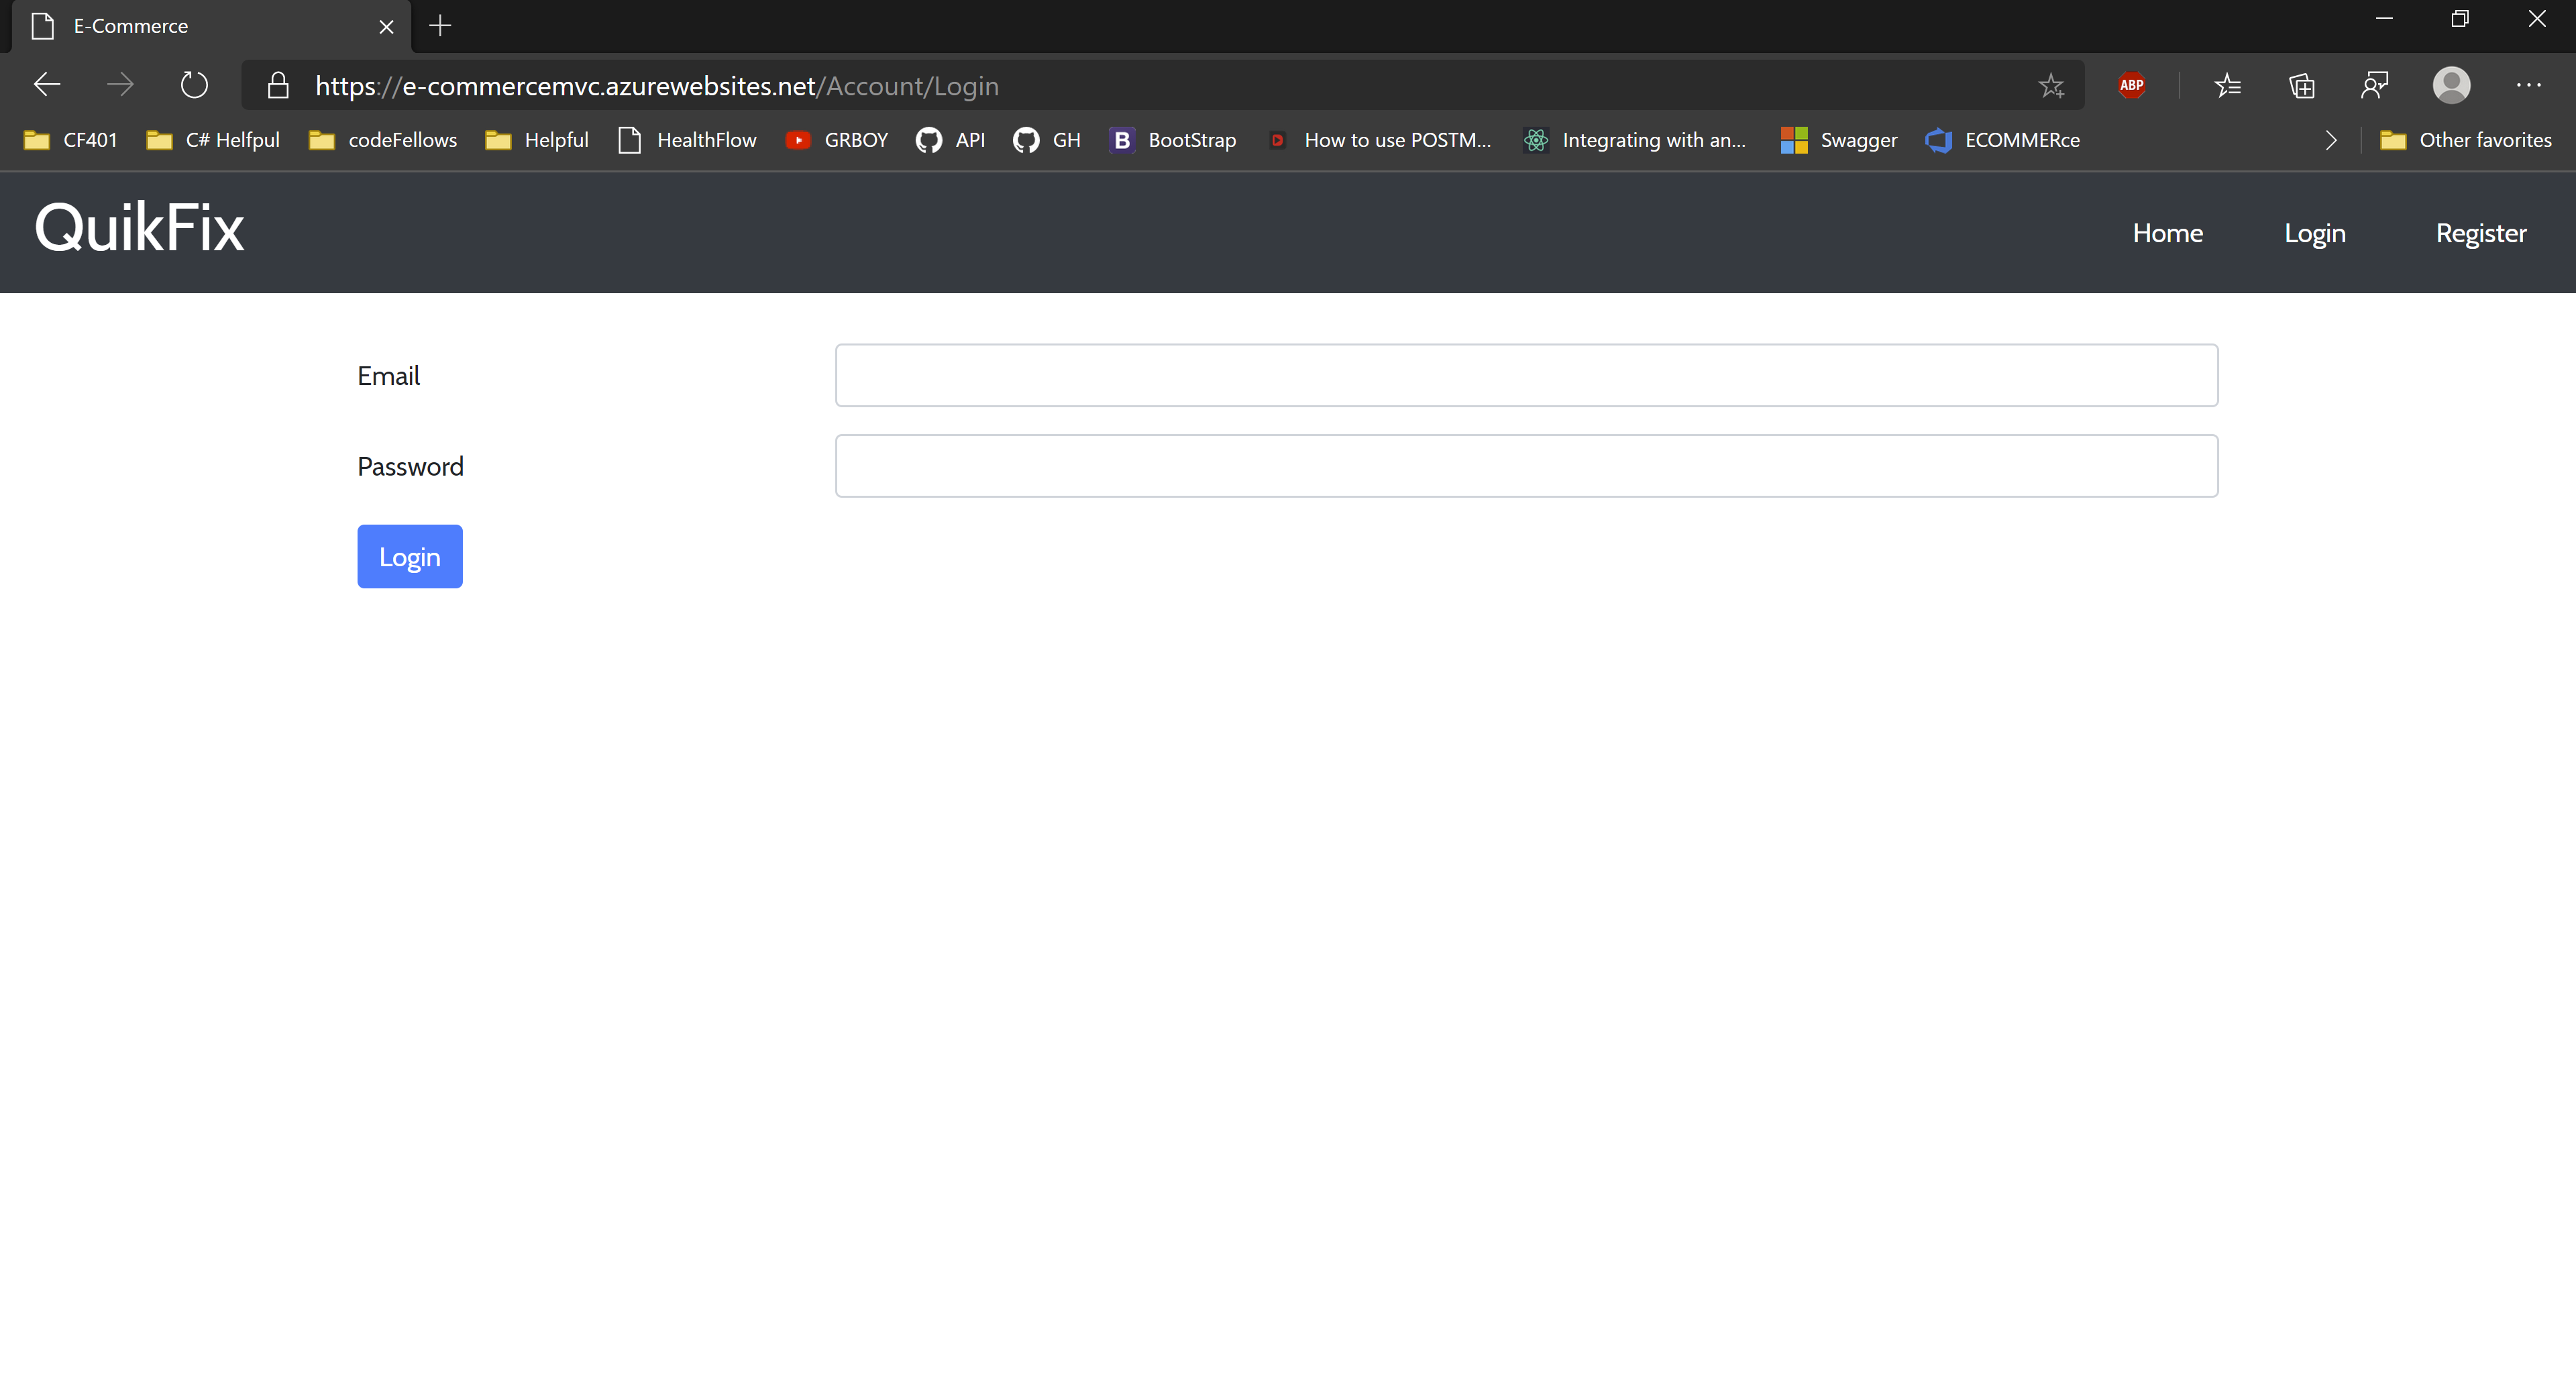 E-Commerce
https://e-commercemvc.azurewebsites.net/Account/Login
ABP
CF401 C# Helfpul codeFellows Helpful HealthFlow GRBOY API GH B BootStrap How to use POSTM... Integrating with an... Swagger ECOMMERce Other favorites
QuikFix Home Login Register
Email
Password
Login